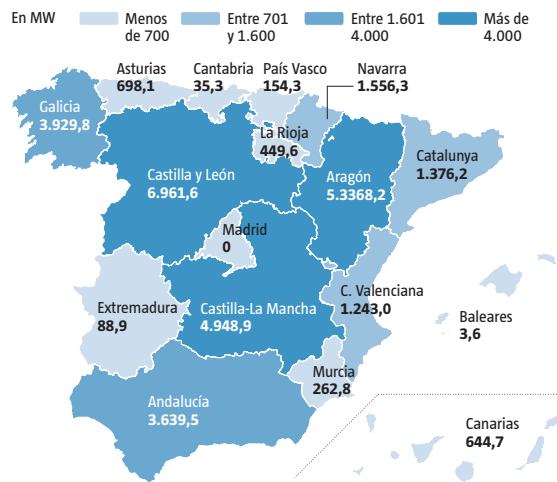 En MW
Menos
de 700
Entre 701
y 1.600
Entre 1.601
4.000
Más de
4.000
Asturias
698,1
Cantabria
35,3
País Vasco
154,3
Navarra
1.556,3
Galicia
3.929,8
La Rioja
449,6
Catalunya
1.376,2
Castilla y León
6.961,6
Aragón
5.3368,2
Madrid
0
C. Valenciana
1.243,0
Extremadura
88,9
Castilla-La Mancha
4.948,9
Baleares
3,6
Murcia
262,8
Andalucía
3.639,5
Canarias
644,7